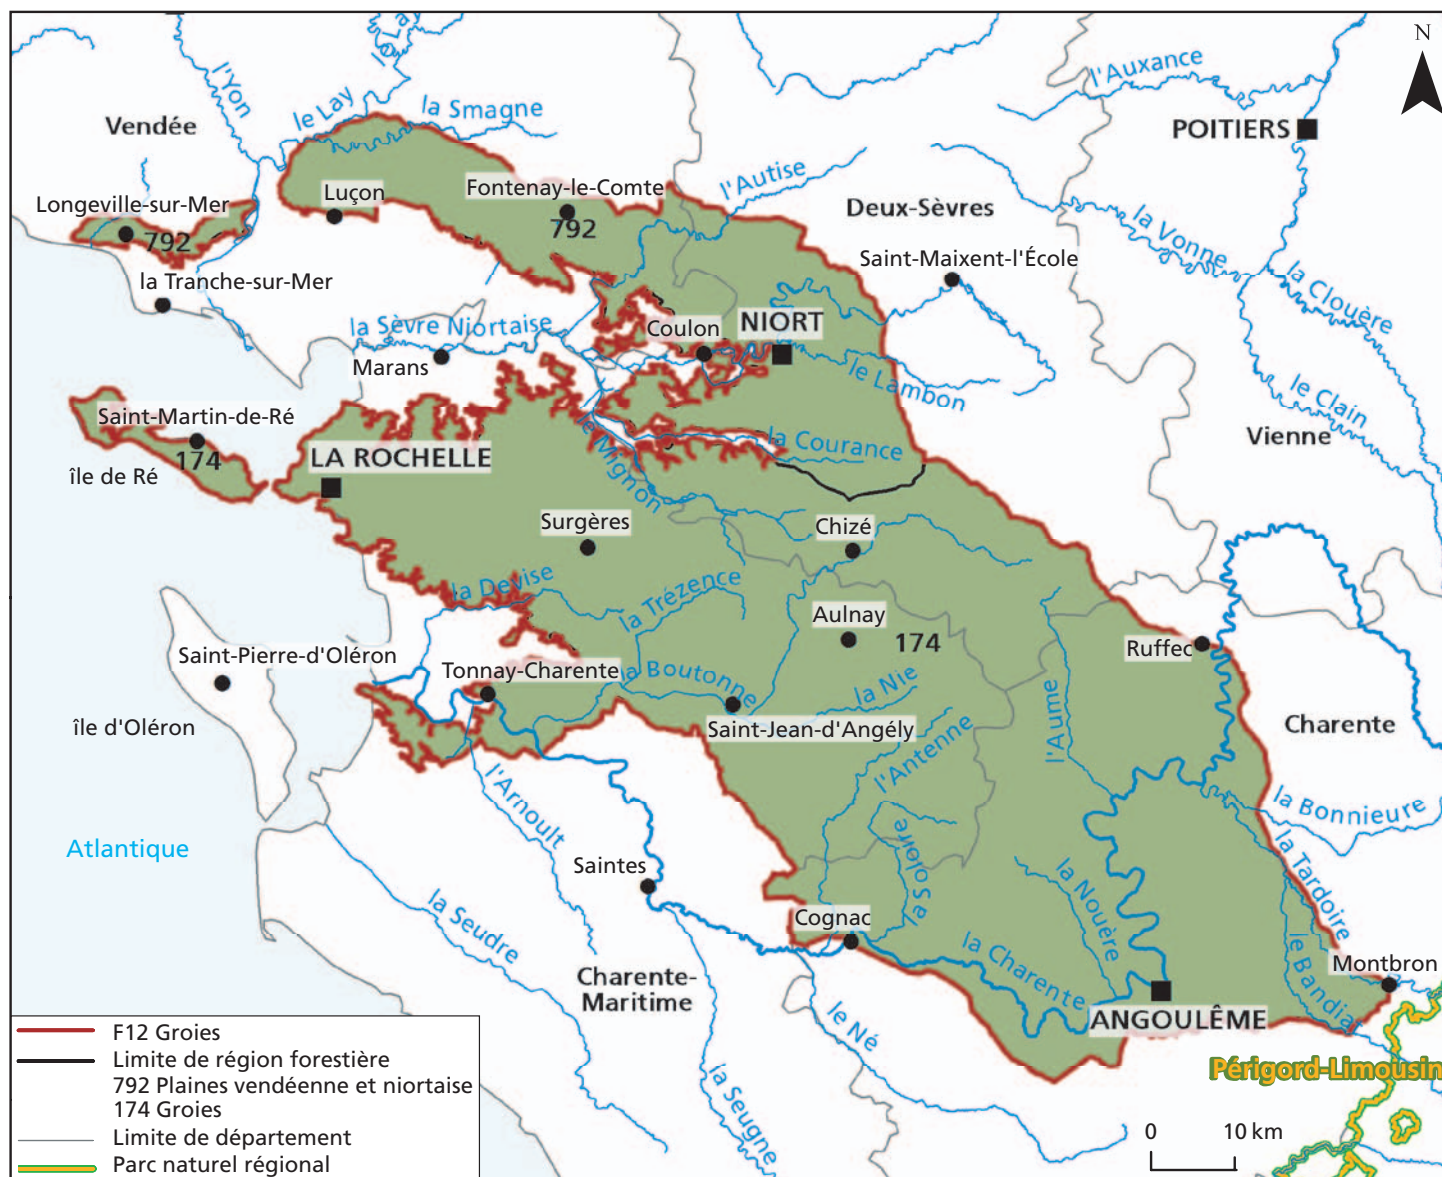 N
l'Yon
le Lay
le Lay
la Smagne
l'Auxance
Vendée
POITIERS
Longeville-sur-Mer
Luçon
Fontenay-le-Comte
l'Autise
Deux-Sèvres
792
792
la Vonne
la Tranche-sur-Mer
Saint-Maixent-l'École
la Clouère
la Sèvre Niortaise
Coulon
NIORT
Marans
le Lambon
le Clain
Saint-Martin-de-Ré
174
île de Ré
LA ROCHELLE
le Mignon
la Courance
Vienne
Surgères
Chizé
la Devise
la Trézence
Aulnay
174
Ruffec
Saint-Pierre-d'Oléron
Tonnay-Charente
la Boutonne
la Nie
l'Aume
île d'Oléron
Saint-Jean-d'Angély
Charente
l'Antenne
l'Arnoult
la Bonnieure
Atlantique
Saintes
la Soloire
la Tardoire
la Seudre
Cognac
la Nouère
la Charente
le Bandiat
Montbron
Charente-
Maritime
le Né
ANGOULÊME
la Seugne
Périgord-Limousin
F12 Groies
Limite de région forestière
792 Plaines vendéenne et niortaise
174 Groies
Limite de département
Parc naturel régional
0 10 km